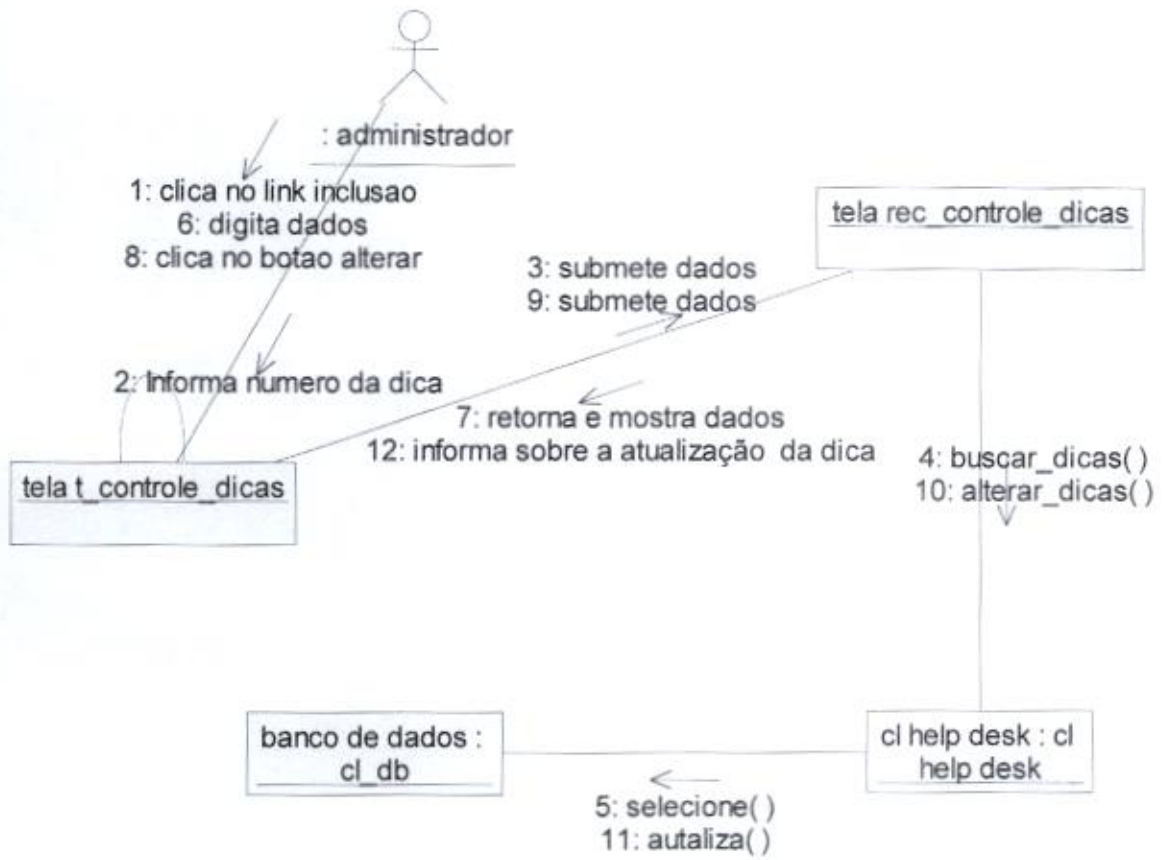 : administrador
1: clica no link inclusao
6: digita dados
8: clica no botao alterar
tela rec_controle_dicas
3: submete dados
9: submete dados
2: Informa numero da dica
7: retorna e mostra dados
12: informa sobre a atualização da dica
4: buscar_dicas( )
10: alterar_dicas( )
tela t_controle_dicas
banco de dados :
cl_db
cl help desk : cl
help desk
5: selecione( )
11: autaliza( )